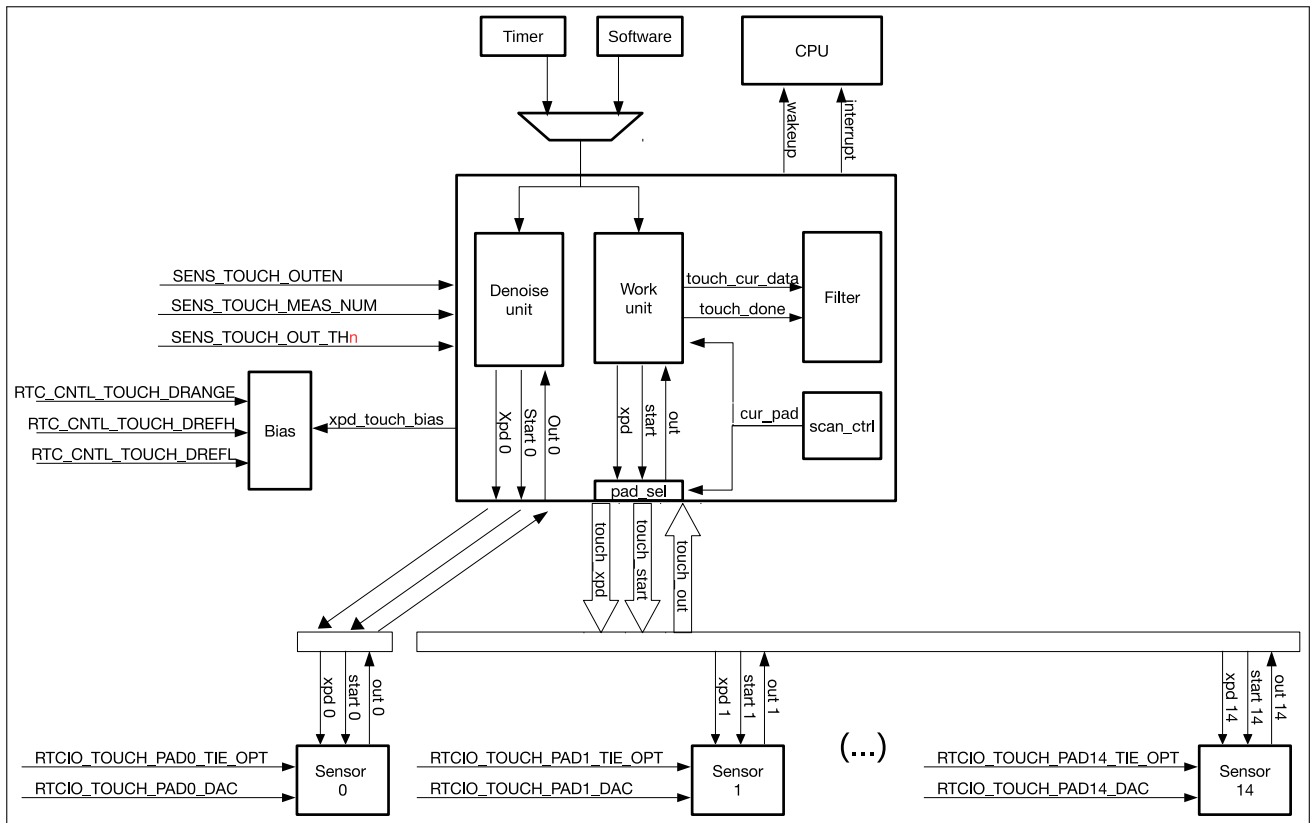 Timer
Software
CPU
wakeup
interrupt
SENS_TOUCH_OUTEN
SENS_TOUCH_MEAS_NUM
SENS_TOUCH_OUT_THn
Denoise
unit
Work
unit
touch_cur_data
touch_done
Filter
RTC_CNTL_TOUCH_DRANGE
RTC_CNTL_TOUCH_DREFH
RTC_CNTL_TOUCH_DREFL
Bias
xpd_touch_bias
Xpd 0
Start 0
Out 0
xpd
start
out
cur_pad
scan_ctrl
pad_sel
touch_xpd
touch_start
touch_out
xpd 0
start 0
out 0
xpd 1
start 1
out 1
xpd 14
start 14
out 14
RTCIO_TOUCH_PAD0_TIE_OPT
RTCIO_TOUCH_PAD0_DAC
Sensor
0
RTCIO_TOUCH_PAD1_TIE_OPT
RTCIO_TOUCH_PAD1_DAC
Sensor
1
(...)
RTCIO_TOUCH_PAD14_TIE_OPT
RTCIO_TOUCH_PAD14_DAC
Sensor
14